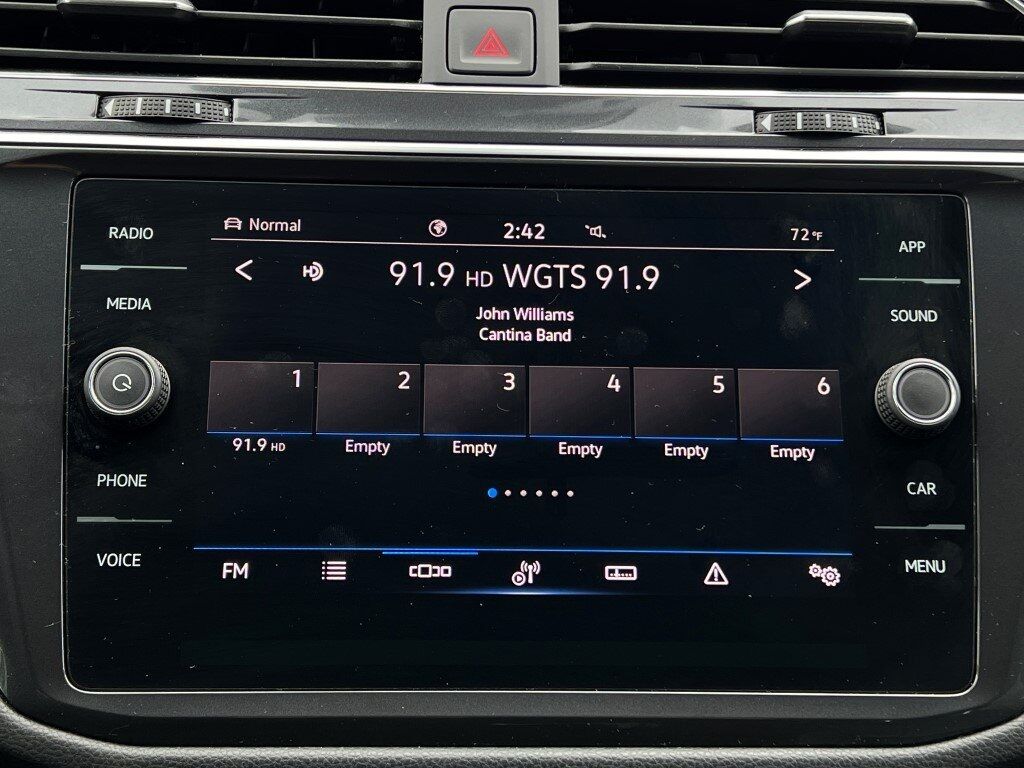 RADIO
MEDIA
PHONE
VOICE
Normal
2:42
72°F
91.9 HD WGTS 91.9
John Williams
Cantina Band
1
2
3
4
5
6
91.9 HD
Empty
Empty
Empty
Empty
Empty
FM
APP
SOUND
CAR
MENU